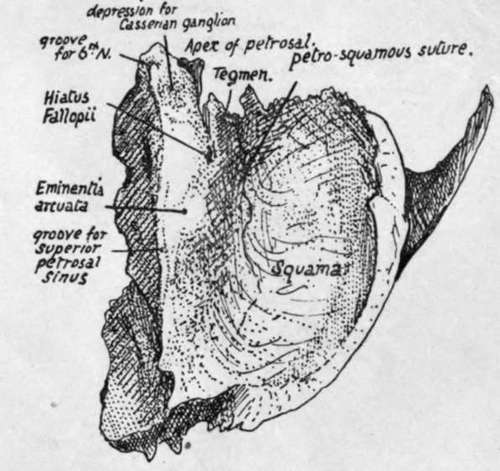 depression for
Casserian ganglion
groove
for 6th N.
Apex of petrosal.
petro-squamous suture.
Tegmen.
Hiatus
Fallopii
Eminentia
arcuata
groove for
superior
petrosal
sinus
Squama